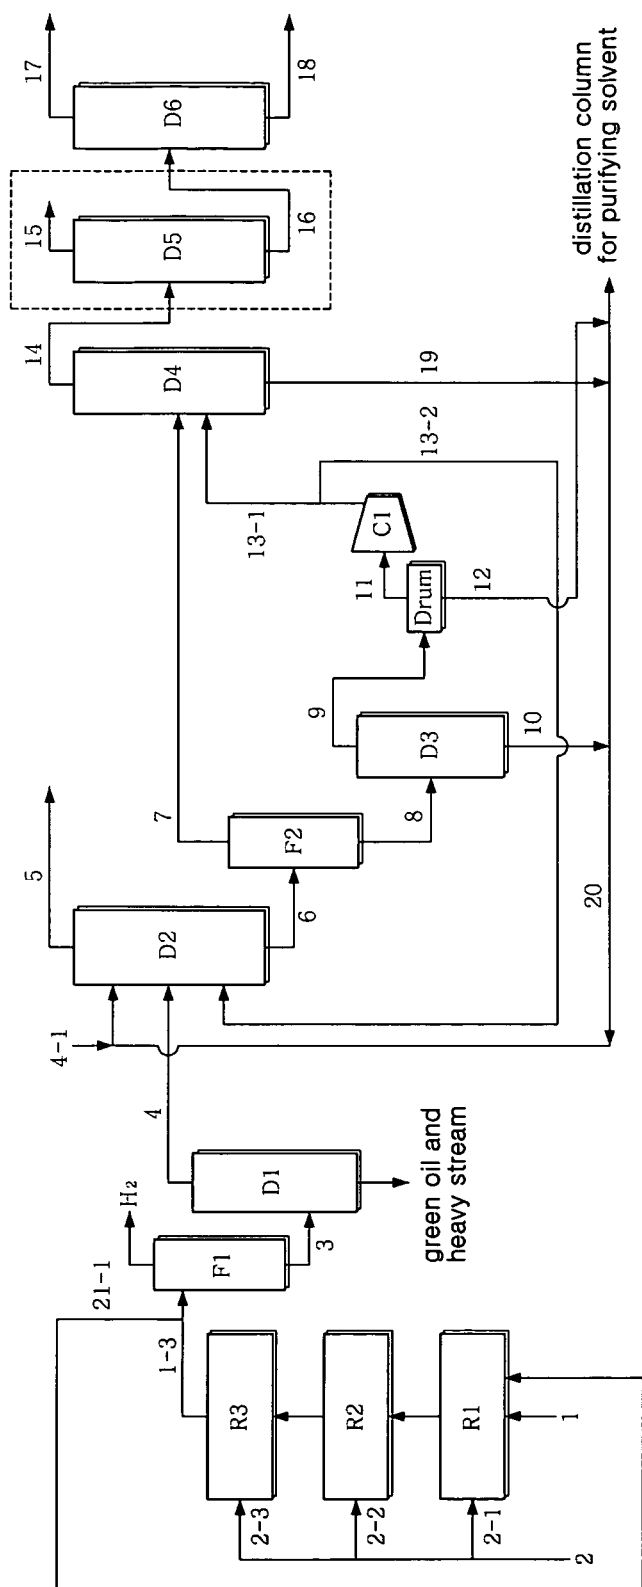 1
2
2-1
2-2
2-3
R1
R2
R3
1-3
21-1
F1
H2
3
D1
green oil and
heavy stream
4
4-1
D2
5
6
F2
7
8
D3
9
10
Drum
11
12
C1
13-1
13-2
D4
14
19
D5
15
16
D6
17
18
20
distillation column
for purifying solvent